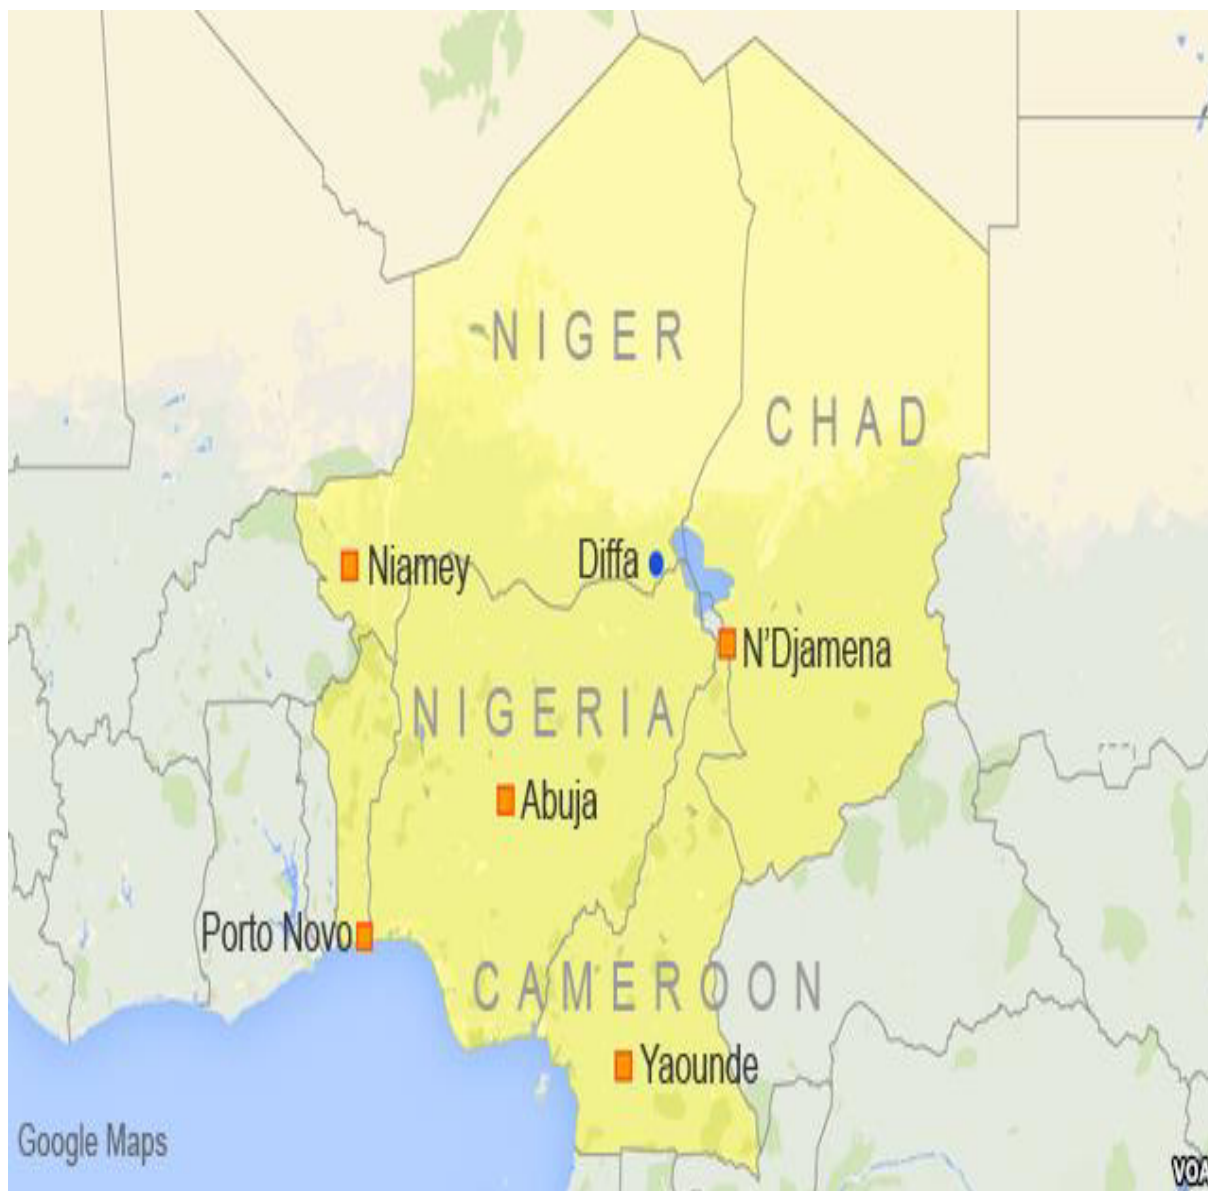 NIGER
CHAD
Niamey
Diffa
N'Djamena
NIGERIA
Abuja
Porto Novo
CAMEROON
Yaounde
Google Maps
VOA